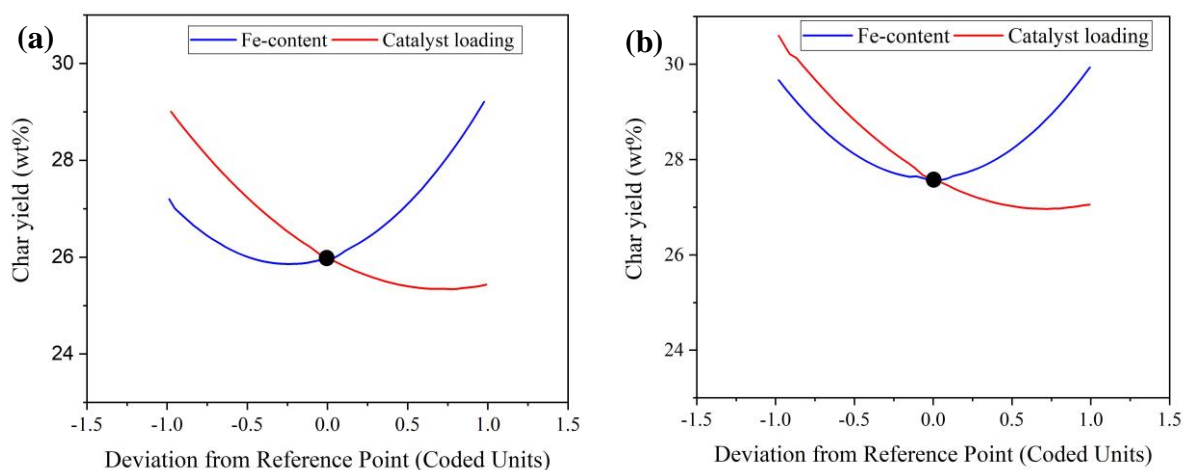 (a)
Fe-content Catalyst loading
30
28
26
24
Char yield (wt%)
-1.5 -1.0 -0.5 0.0 0.5 1.0 1.5
Deviation from Reference Point (Coded Units)
(b)
Fe-content Catalyst loading
30
28
26
24
Char yield (wt%)
-1.5 -1.0 -0.5 0.0 0.5 1.0 1.5
Deviation from Reference Point (Coded Units)